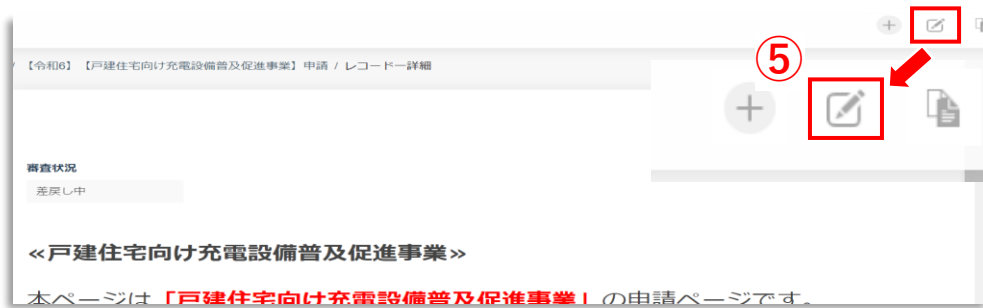 / 【令和6】【戸建住宅向け充電設備普及促進事業】申請 / レコード一詳細
⑤
審査状況
差戻し中
≪戸建住宅向け充電設備普及促進事業≫
本ページは「戸建住宅向け充電設備普及促進事業」の申請ページです。